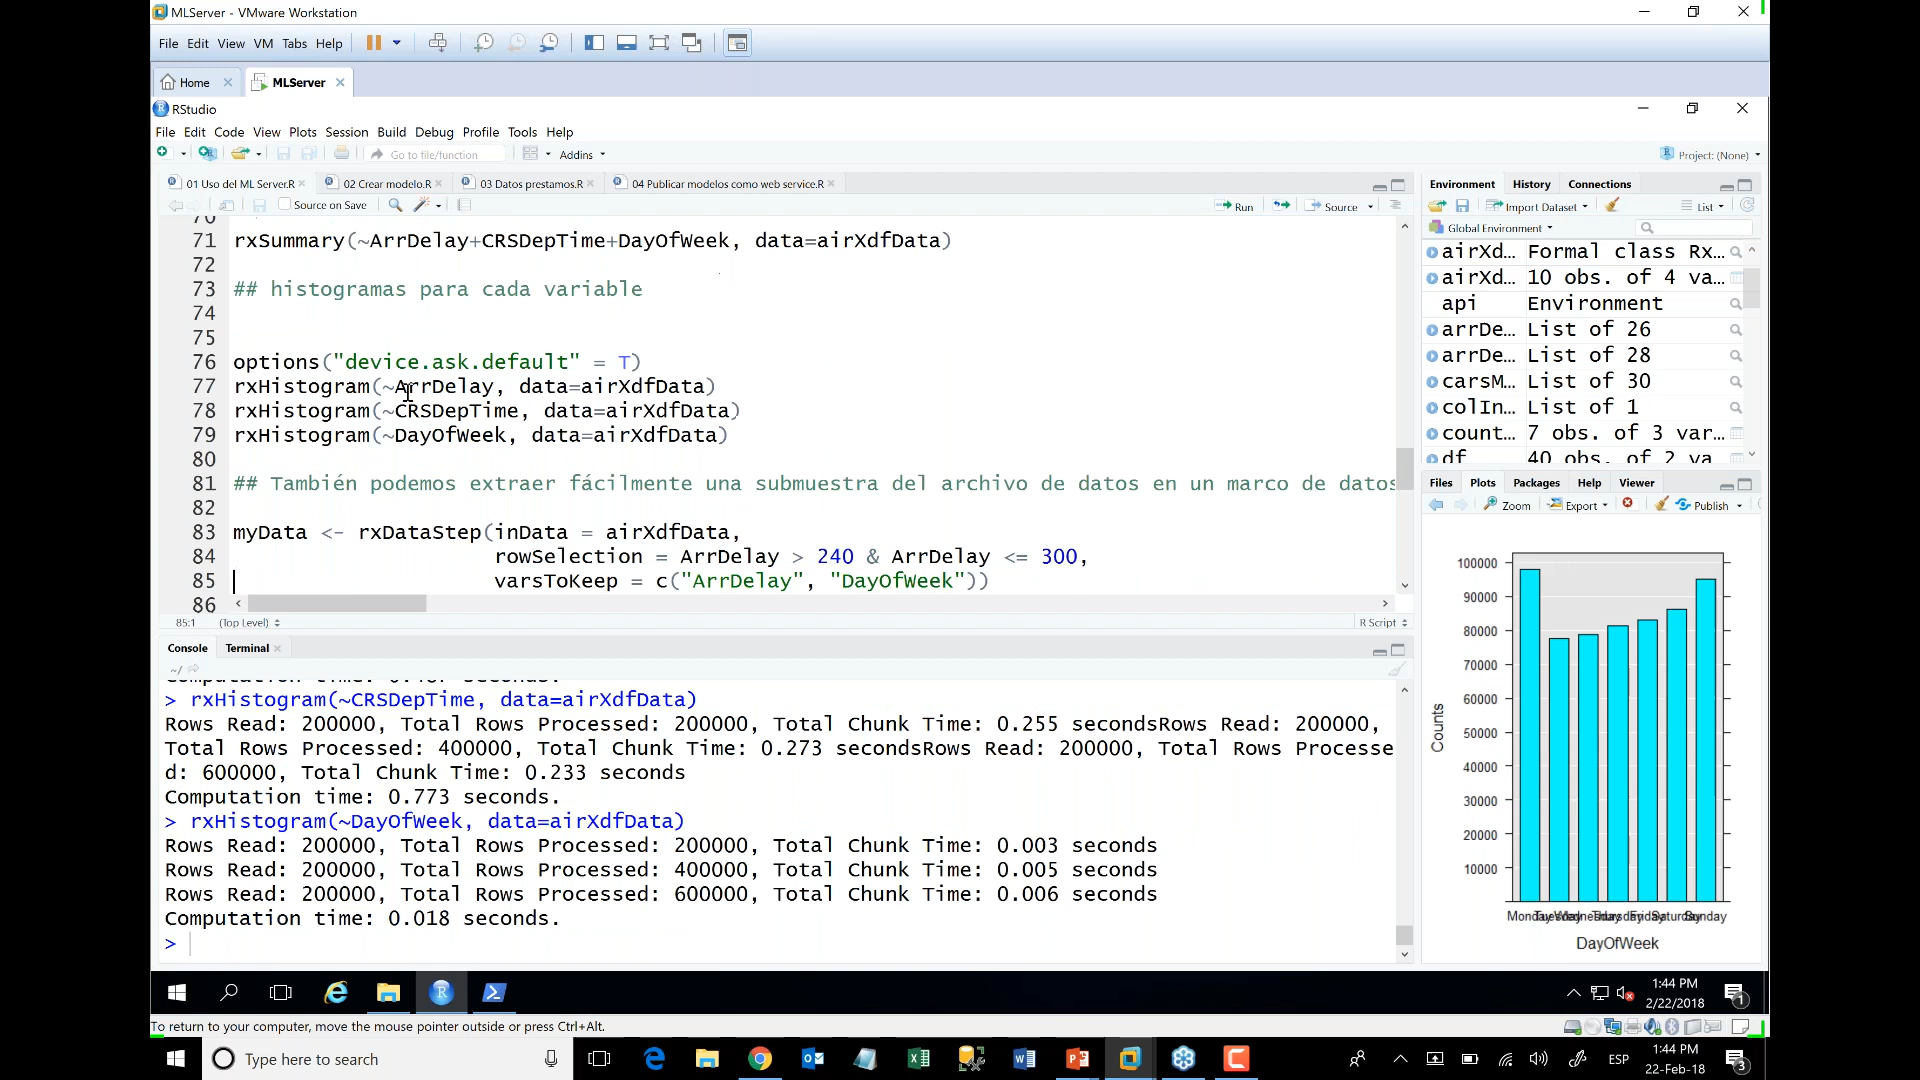 MLServer - VMware Workstation
File Edit View VM Tabs Help
Home MLServer
RStudio
File Edit Code View Plots Session Build Debug Profile Tools Help
Go to file/function Addins Project: (None)
01 Uso del ML Server.R 02 Crear modelo.R 03 Datos prestamos.R 04 Publicar modelos como web service.R
Source on Save Run Source
71 rxSummary(~ArrDelay+CRSDepTime+DayOfWeek, data=airXdfData)
72
73 ## histogramas para cada variable
74
75
76 options("device.ask.default" = T)
77 rxHistogram(~ArrDelay, data=airXdfData)
78 rxHistogram(~CRSDepTime, data=airXdfData)
79 rxHistogram(~DayOfWeek, data=airXdfData)
80
81 ## También podemos extraer fácilmente una submuestra del archivo de datos en un marco de datos
82
83 myData <- rxDataStep(inData = airXdfData,
84 rowSelection = ArrDelay > 240 & ArrDelay <= 300,
85 varsToKeep = c("ArrDelay", "DayOfWeek"))
86
85:1 (Top Level) R Script
Console Terminal
~/
> rxHistogram(~CRSDepTime, data=airXdfData)
Rows Read: 200000, Total Rows Processed: 200000, Total Chunk Time: 0.255 secondsRows Read: 200000,
Total Rows Processed: 400000, Total Chunk Time: 0.273 secondsRows Read: 200000, Total Rows Processe
d: 600000, Total Chunk Time: 0.233 seconds
Computation time: 0.773 seconds.
> rxHistogram(~DayOfWeek, data=airXdfData)
Rows Read: 200000, Total Rows Processed: 200000, Total Chunk Time: 0.003 seconds
Rows Read: 200000, Total Rows Processed: 400000, Total Chunk Time: 0.005 seconds
Rows Read: 200000, Total Rows Processed: 600000, Total Chunk Time: 0.006 seconds
Computation time: 0.018 seconds.
>
Environment History Connections
Import Dataset List
Global Environment
airXd... Formal class Rx...
airXd... 10 obs. of 4 va...
api Environment
arrDe... List of 26
arrDe... List of 28
carsM... List of 30
colIn... List of 1
count... 7 obs. of 3 var...
df 40 obs. of 2 va
Files Plots Packages Help Viewer
Zoom Export Publish
100000
90000
80000
70000
60000
50000
40000
30000
20000
10000
Counts
Monday Tuesday Wednesday Thursday Friday Saturday Sunday
DayOfWeek
1:44 PM
2/22/2018
1
To return to your computer, move the mouse pointer outside or press Ctrl+Alt.
Type here to search
ESP
1:44 PM
22-Feb-18
3